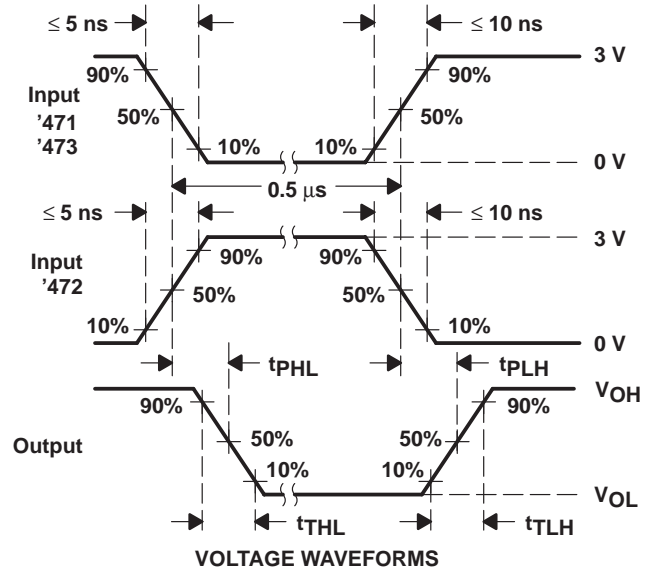 ≤ 5 ns
≤ 10 ns
3 V
90%
90%
Input
'471
'473
50%
50%
10%
10%
0 V
0.5 μs
≤ 5 ns
≤ 10 ns
3 V
Input
'472
90%
90%
50%
50%
10%
10%
0 V
tPHL
tPLH
VOH
90%
90%
Output
50%
50%
10%
10%
VOL
tTHL
tTLH
VOLTAGE WAVEFORMS